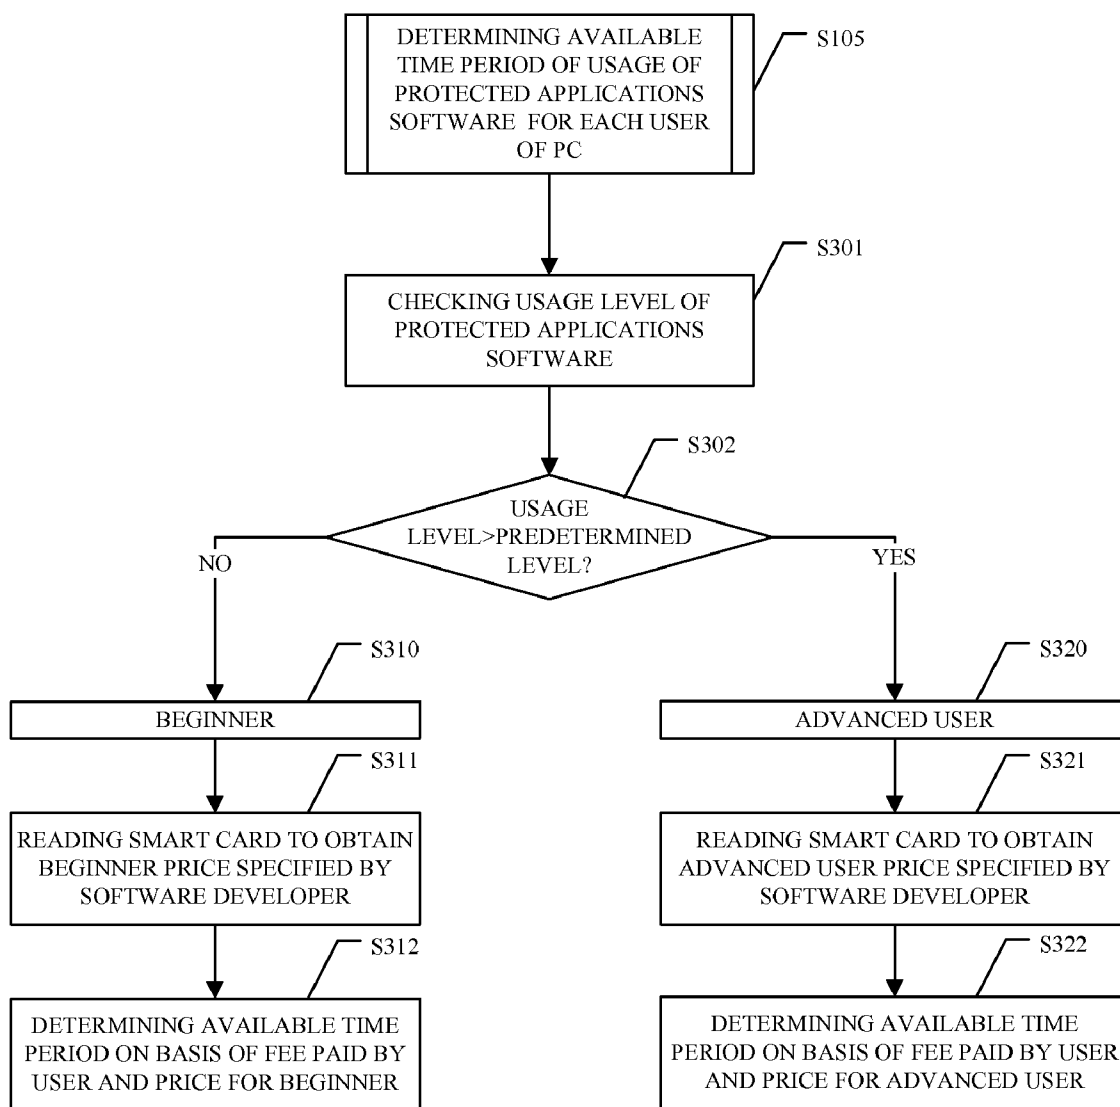 DETERMINING AVAILABLE
TIME PERIOD OF USAGE OF
PROTECTED APPLICATIONS
SOFTWARE FOR EACH USER
OF PC
S105
S301
CHECKING USAGE LEVEL OF
PROTECTED APPLICATIONS
SOFTWARE
S302
USAGE
LEVEL>PREDETERMINED
LEVEL?
NO
YES
S310
BEGINNER
S311
READING SMART CARD TO OBTAIN
BEGINNER PRICE SPECIFIED BY
SOFTWARE DEVELOPER
S312
DETERMINING AVAILABLE TIME
PERIOD ON BASIS OF FEE PAID BY
USER AND PRICE FOR BEGINNER
S320
ADVANCED USER
S321
READING SMART CARD TO OBTAIN
ADVANCED USER PRICE SPECIFIED BY
SOFTWARE DEVELOPER
S322
DETERMINING AVAILABLE TIME
PERIOD ON BASIS OF FEE PAID BY USER
AND PRICE FOR ADVANCED USER